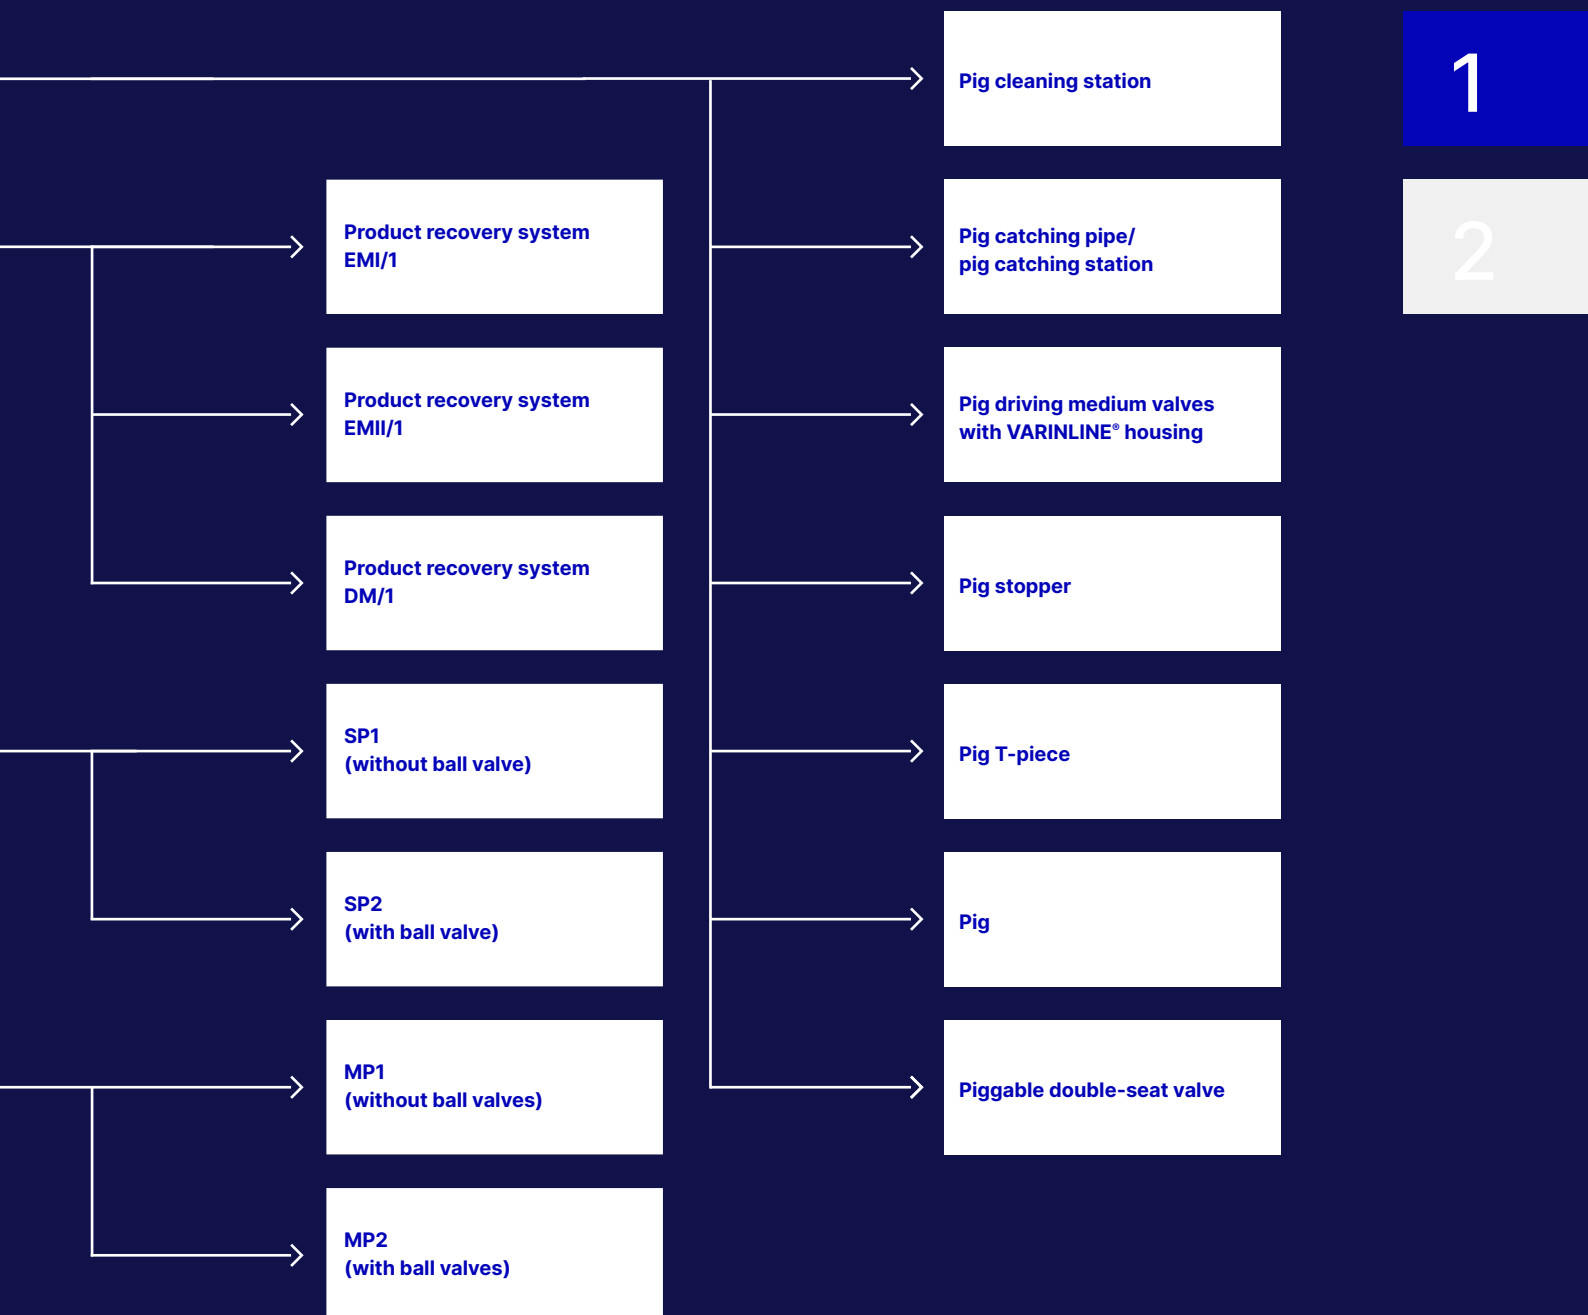 Pig cleaning station
1
Product recovery system
EMI/1
Pig catching pipe/
pig catching station
2
Product recovery system
EMII/1
Pig driving medium valves
with VARINLINE® housing
Product recovery system
DM/1
Pig stopper
SP1
(without ball valve)
Pig T-piece
SP2
(with ball valve)
Pig
MP1
(without ball valves)
Piggable double-seat valve
MP2
(with ball valves)